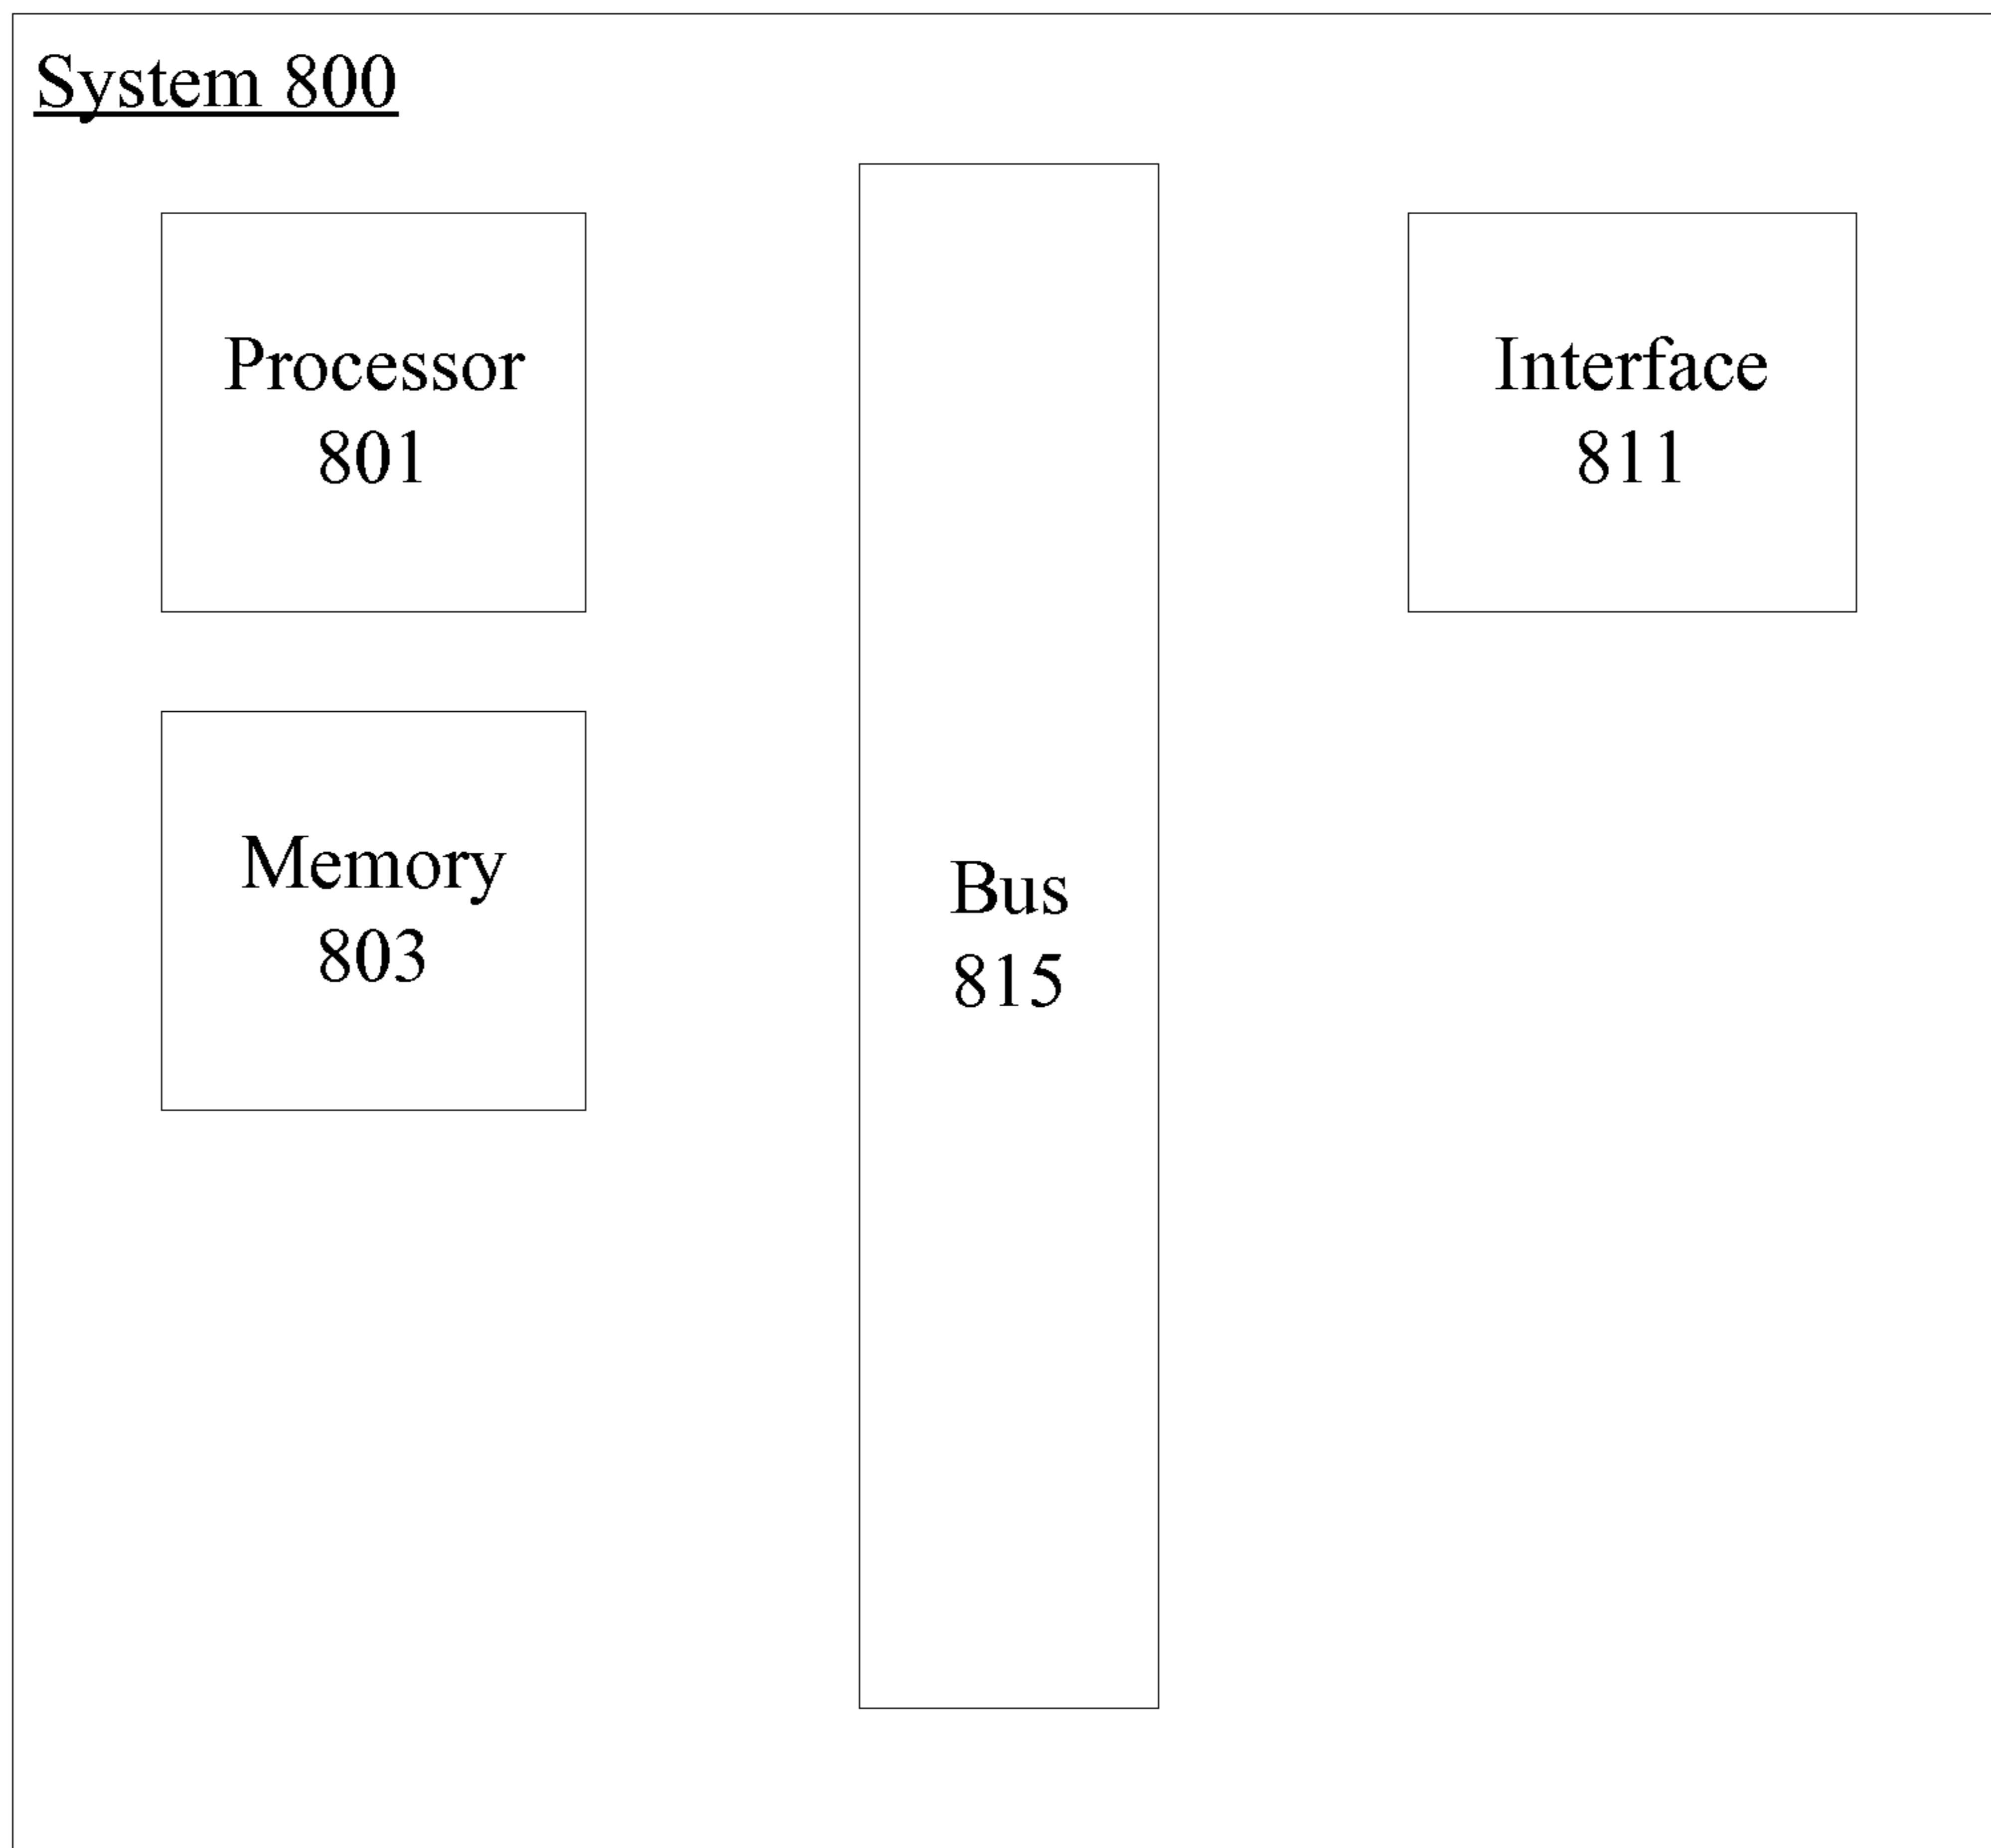 System 800
Processor
801
Interface
811
Memory
803
Bus
815